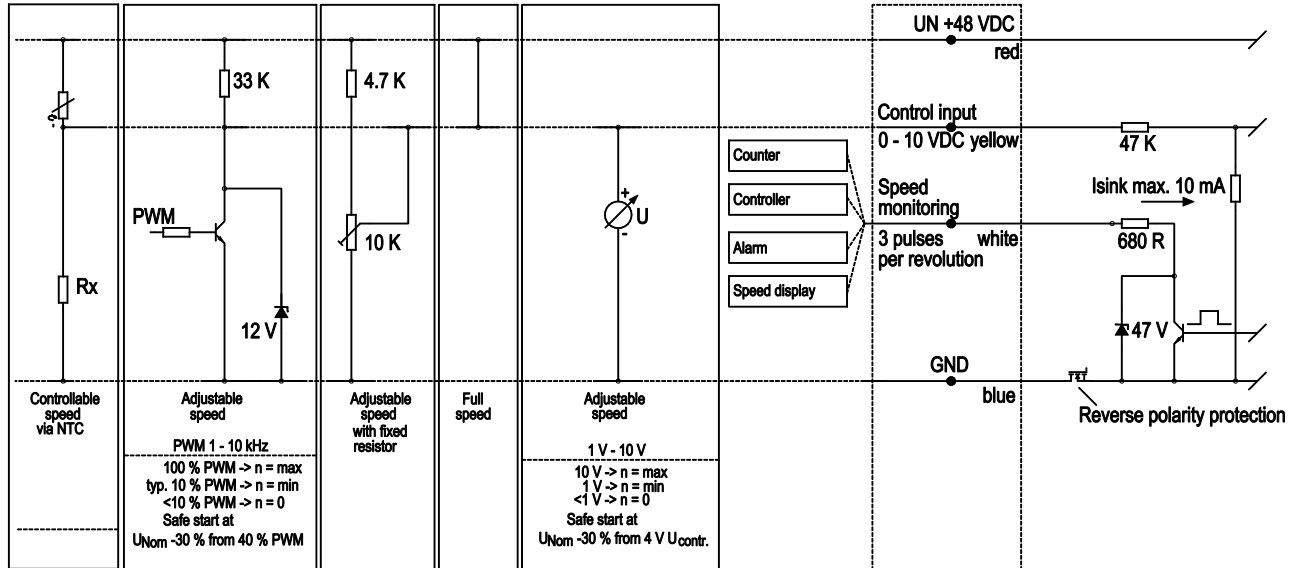 UN +48 VDC
red
33 K
4.7 K
Control input
0 - 10 VDC yellow
47 K
Counter
Controller
Alarm
Speed display
Speed
monitoring
3 pulses white
per revolution
Isink max. 10 mA
680 R
PWM
10 K
+
U
-
Rx
12 V
47 V
GND
blue
Reverse polarity protection
Controllable
speed
via NTC
Adjustable
speed
PWM 1 - 10 kHz
100 % PWM -> n = max
typ. 10 % PWM -> n = min
<10 % PWM -> n = 0
Safe start at
UNom -30 % from 40 % PWM
Adjustable
speed
with fixed
resistor
Full
speed
Adjustable
speed
1 V - 10 V
10 V -> n = max
1 V -> n = min
<1 V -> n = 0
Safe start at
UNom -30 % from 4 V Ucontr.